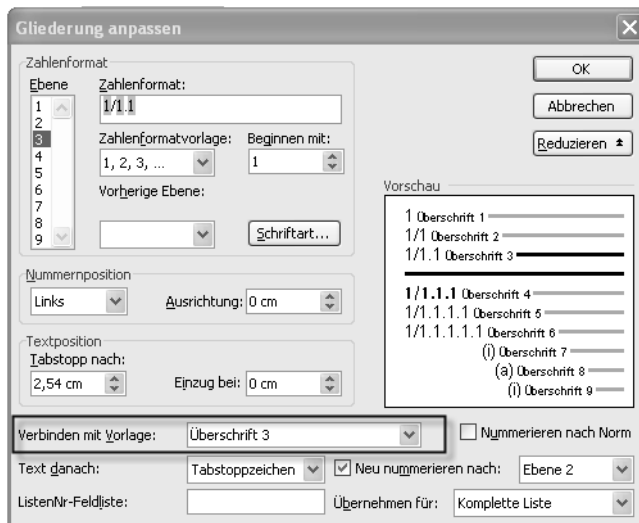 Gliederung anpassen
Zahlenformat
Ebene
Zahlenformat:
1
2
3
4
5
6
7
8
9
1/1.1
Zahlenformatvorlage:
Beginnen mit:
1, 2, 3, ...
1
Vorherige Ebene:
Schriftart...
OK
Abbrechen
Reduzieren
Nummernposition
Links
Ausrichtung: 0 cm
Textposition
Tabstopp nach:
2,54 cm
Einzug bei: 0 cm
Vorschau
1 Überschrift 1
1/1 Überschrift 2
1/1.1 Überschrift 3
1/1.1.1 Überschrift 4
1/1.1.1.1 Überschrift 5
1/1.1.1.1.1 Überschrift 6
(i) Überschrift 7
(a) Überschrift 8
(i) Überschrift 9
Verbinden mit Vorlage: Überschrift 3
Nummerieren nach Norm
Text danach: Tabstoppzeichen
Neu nummerieren nach: Ebene 2
ListenNr-Feldliste:
Übernehmen für: Komplette Liste